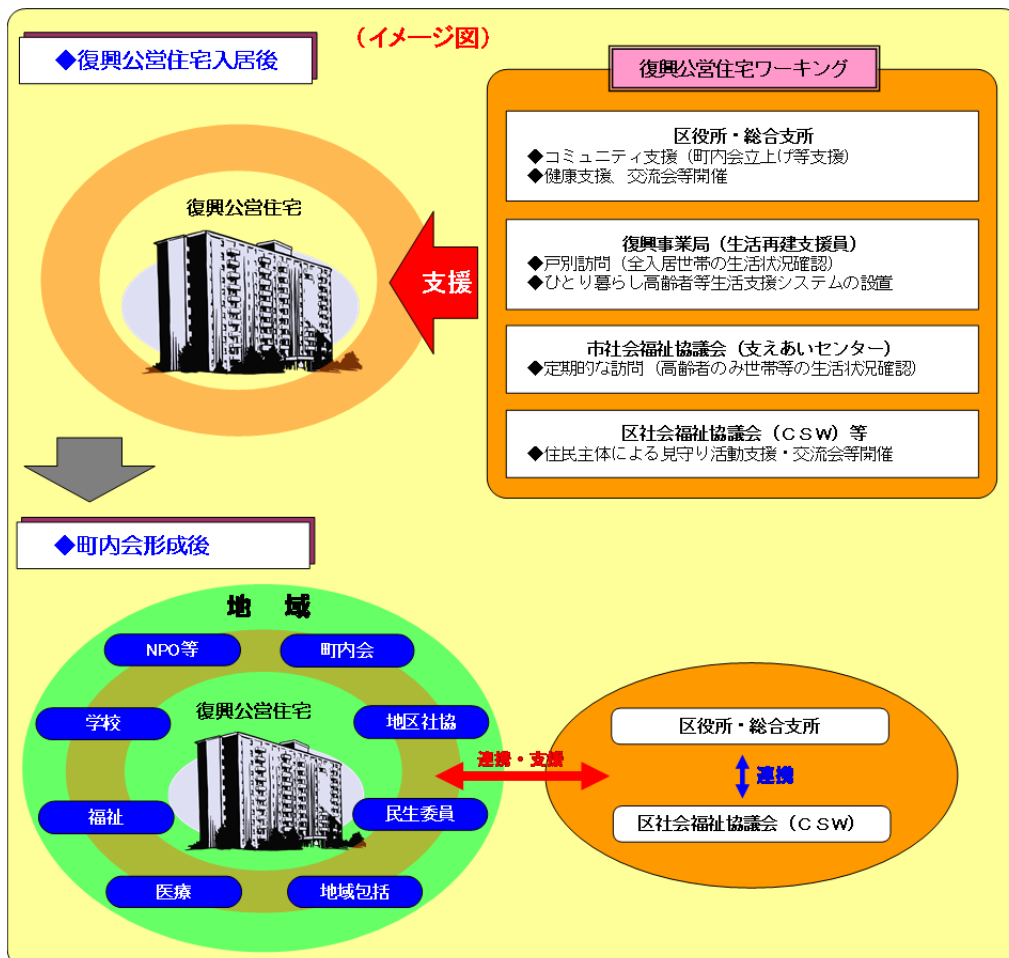 (イメージ図)
◆復興公営住宅入居後
復興公営住宅ワーキング
区役所・総合支所
◆コミュニティ支援(町内会立上げ等支援)
◆健康支援、交流会等開催
復興公営住宅
支援
復興事業局(生活再建支援員)
◆戸別訪問(全入居世帯の生活状況確認)
◆ひとり暮らし高齢者等生活支援システムの設置
市社会福祉協議会(支えあいセンター)
◆定期的な訪問(高齢者のみ世帯等の生活状況確認)
区社会福祉協議会(CSW)等
◆住民主体による見守り活動支援・交流会等開催
◆町内会形成後
地 域
NPO等
町内会
学校
復興公営住宅
地区社協
福祉
民生委員
医療
地域包括
連携・支援
区役所・総合支所
連携
区社会福祉協議会(CSW)